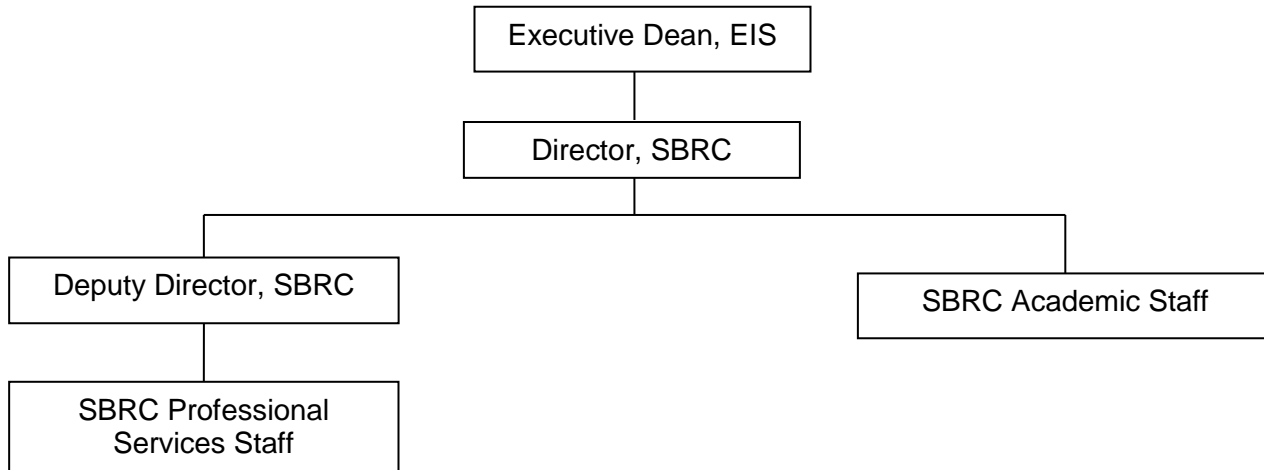 Executive Dean, EIS
Director, SBRC
Deputy Director, SBRC
SBRC Academic Staff
SBRC Professional
Services Staff